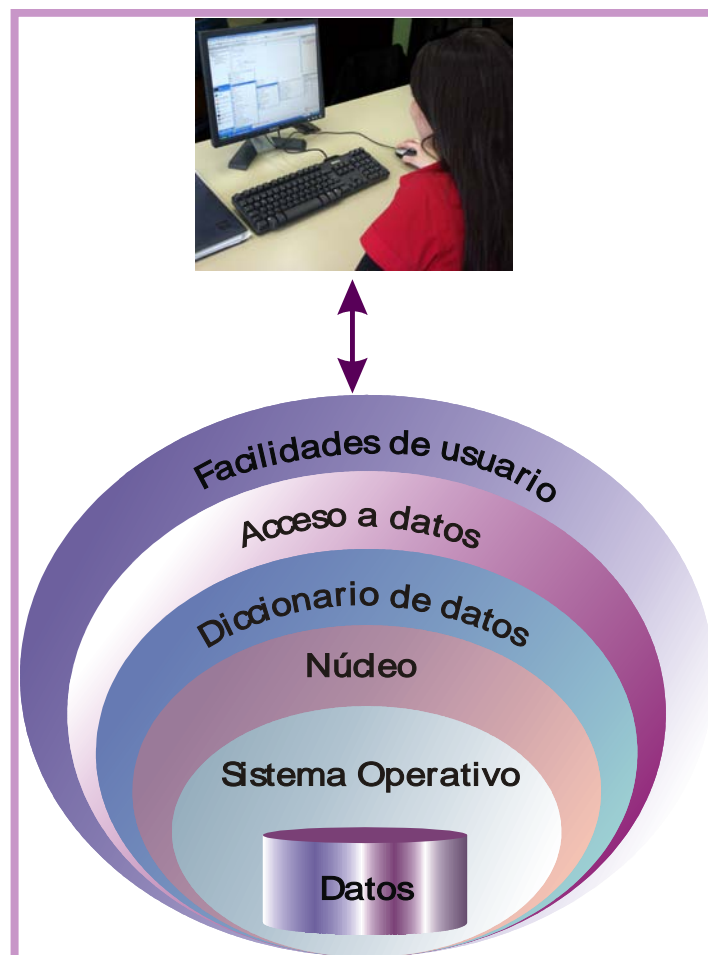 Facilidades de usuario
Acceso a datos
Diccionario de datos
Núcleo
Sistema Operativo
Datos